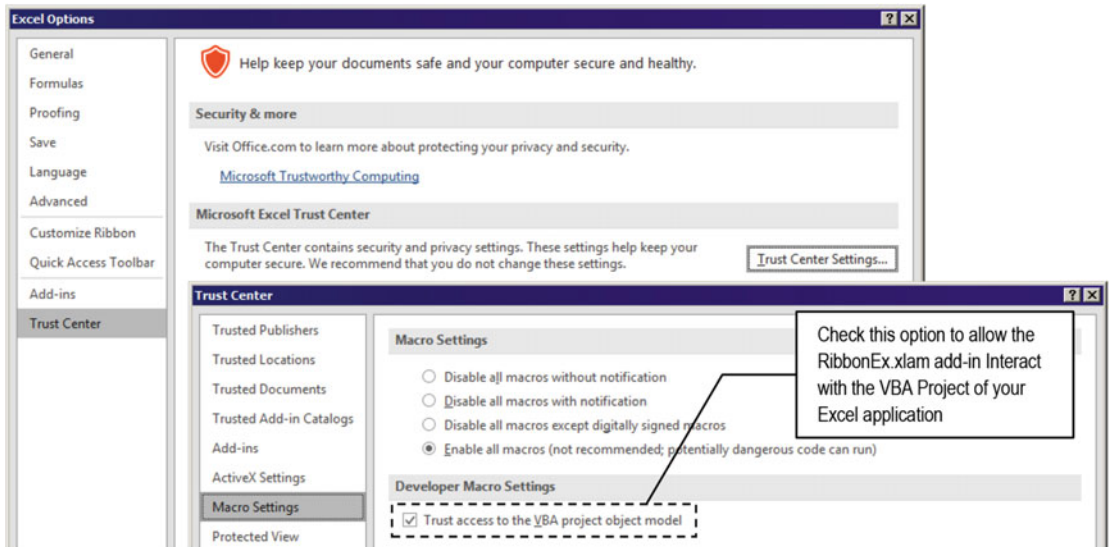 Excel Options
General
Formulas
Proofing
Save
Language
Advanced
Customize Ribbon
Quick Access Toolbar
Add-ins
Trust Center
Help keep your documents safe and your computer secure and healthy.
Security & more
Visit Office.com to learn more about protecting your privacy and security.
Microsoft Trustworthy Computing
Microsoft Excel Trust Center
The Trust Center contains security and privacy settings. These settings help keep your
computer secure. We recommend that you do not change these settings.
Trust Center Settings...
Trust Center
Trusted Publishers
Trusted Locations
Trusted Documents
Trusted Add-in Catalogs
Add-ins
ActiveX Settings
Macro Settings
Protected View
Macro Settings
Disable all macros without notification
Disable all macros with notification
Disable all macros except digitally signed macros
Enable all macros (not recommended; potentially dangerous code can run)
Developer Macro Settings
Trust access to the VBA project object model
Check this option to allow the
RibbonEx.xlam add-in Interact
with the VBA Project of your
Excel application